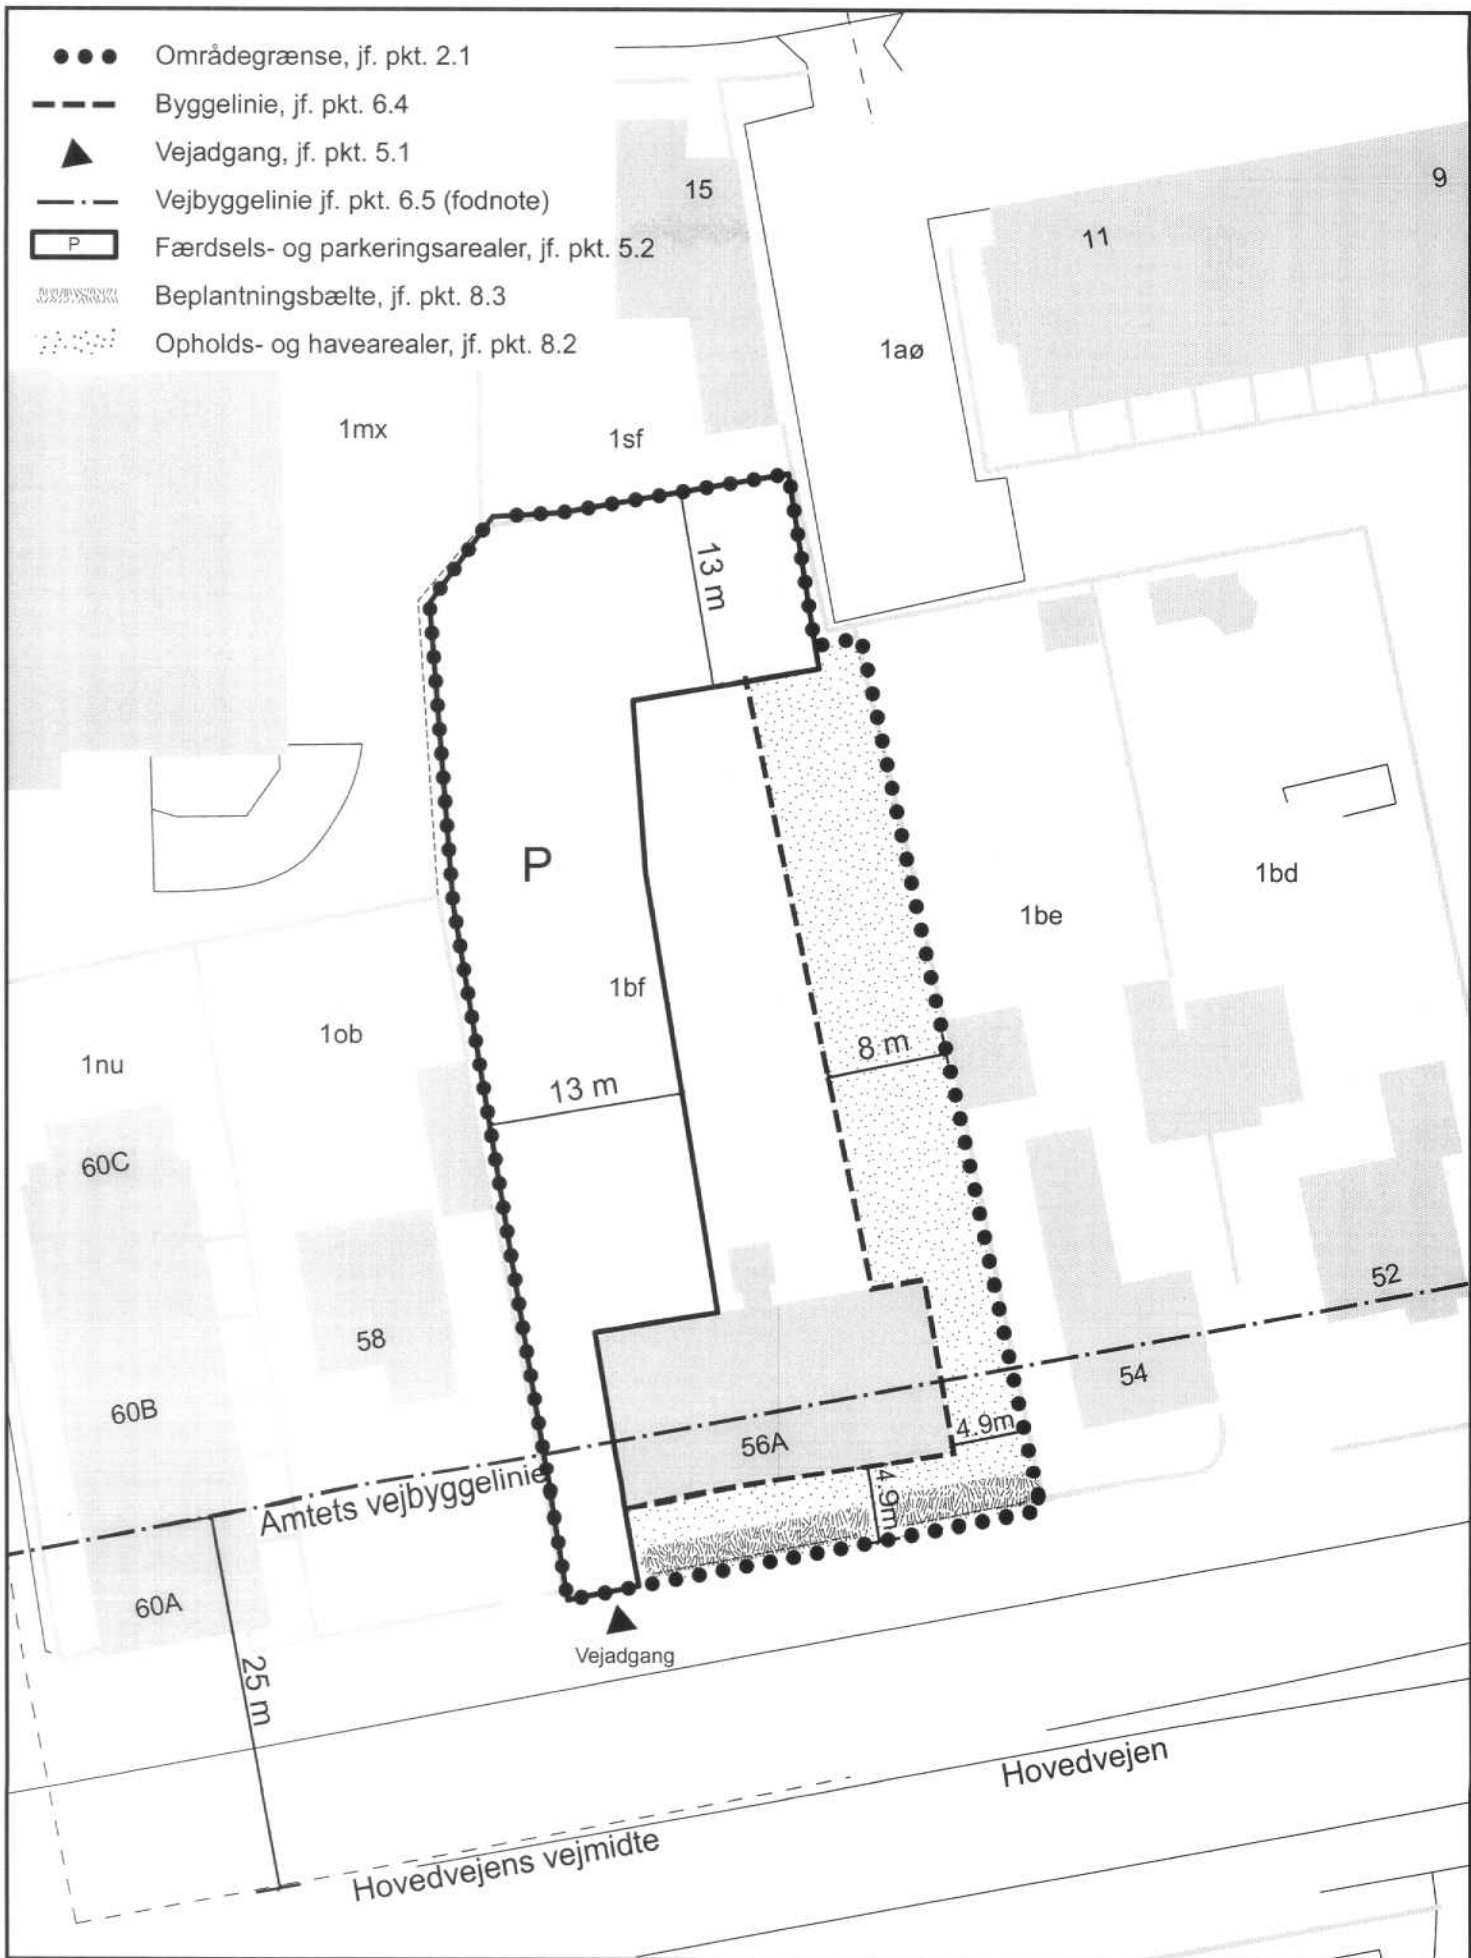 Områdegrænse, jf. pkt. 2.1
Byggelinie, jf. pkt. 6.4
Vejadgang, jf. pkt. 5.1
Vejbyggelinie jf. pkt. 6.5 (fodnote)
P Færdsels- og parkeringsarealer, jf. pkt. 5.2
Beplantningsbælte, jf. pkt. 8.3
Opholds- og havearealer, jf. pkt. 8.2
15
9
11
1aø
1mx
1sf
13 m
P
1bd
1be
1bf
1ob
8 m
1nu
13 m
60C
52
58
54
60B
4.9m
56A
4.9m
Amtets vejbyggelinie
60A
Vejadgang
25 m
Hovedvejen
Hovedvejens vejmidte